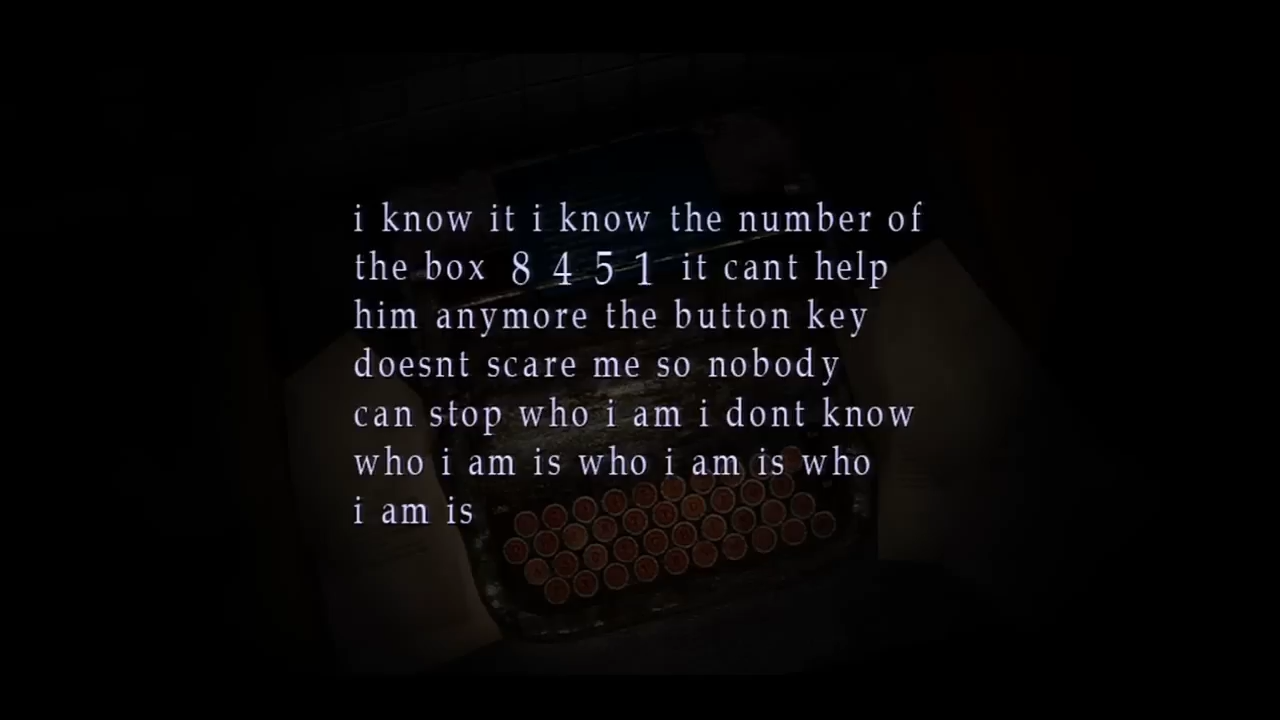 i know it i know the number of
the box 8 4 5 1 it cant help
him anymore the button key
doesnt scare me so nobody
can stop who i am i dont know
who i am is who i am is who
i am is